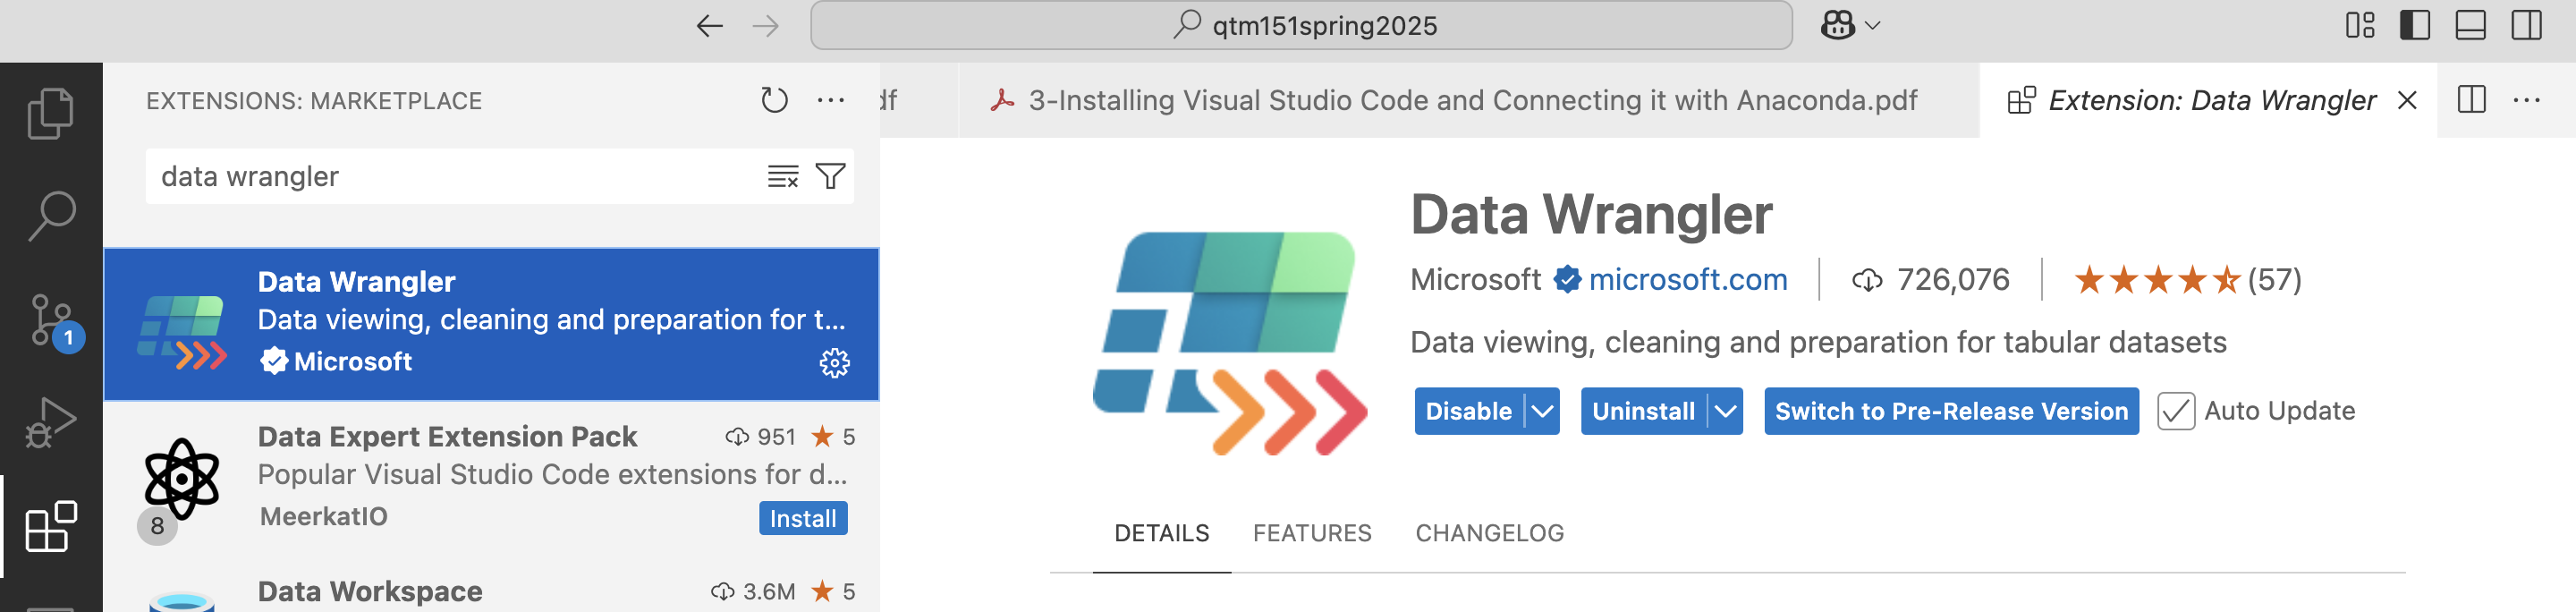 qtm151spring2025
EXTENSIONS: MARKETPLACE
data wrangler
Data Wrangler
Data viewing, cleaning and preparation for t...
Microsoft
Data Expert Extension Pack 951 5
Popular Visual Studio Code extensions for d...
MeerkatIO Install
8
Data Workspace 3.6M 5
1
df
3-Installing Visual Studio Code and Connecting it with Anaconda.pdf
Extension: Data Wrangler
Data Wrangler
Microsoft microsoft.com 726,076 (57)
Data viewing, cleaning and preparation for tabular datasets
Disable Uninstall Switch to Pre-Release Version Auto Update
DETAILS FEATURES CHANGELOG